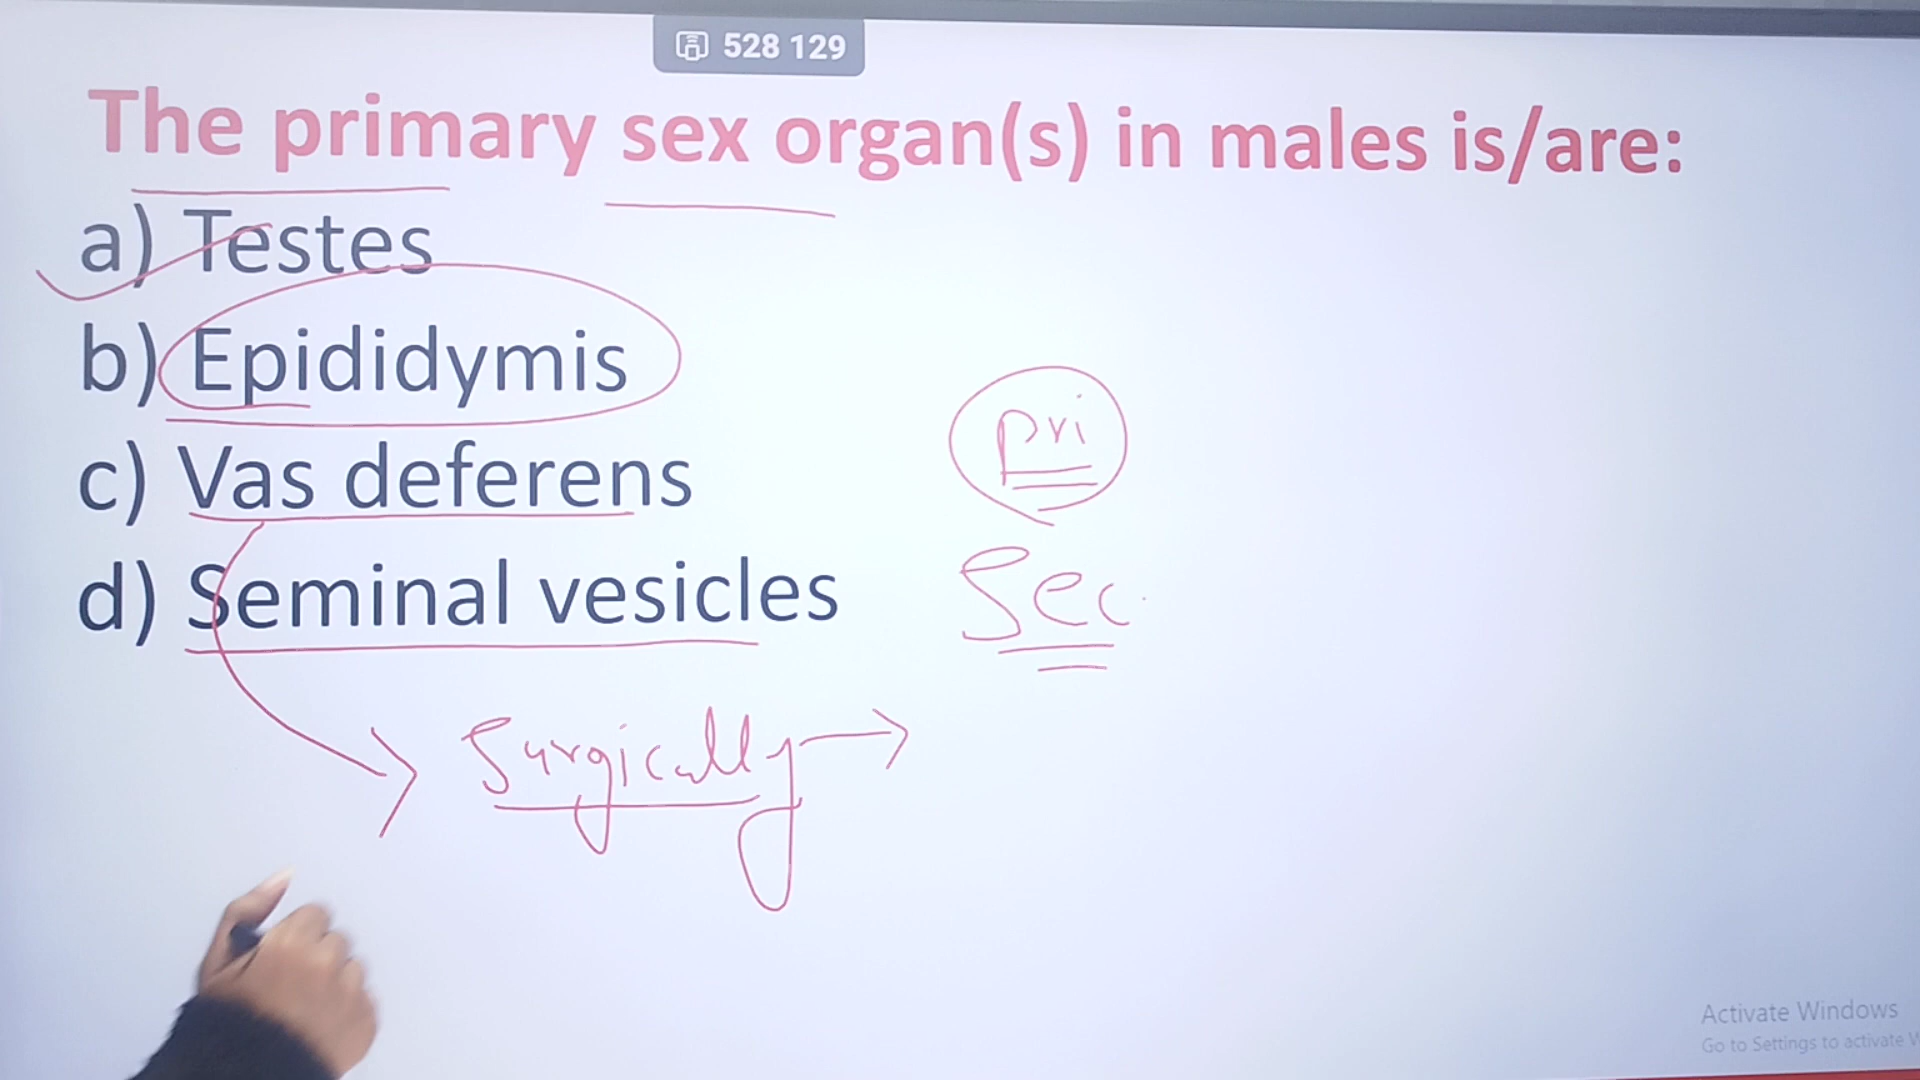 528 129
The primary sex organ(s) in males is/are:
a) Testes
b) Epididymis
c) Vas deferens
d) Seminal vesicles
pri
Sec.
Surgically
Activate Windows
Go to Settings to activate W